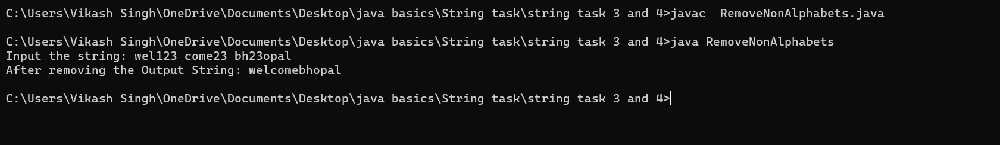 C:\Users\Vikash Singh\OneDrive\Documents\Desktop\java basics\String task\string task 3 and 4>javac  RemoveNonAlphabets.java
C:\Users\Vikash Singh\OneDrive\Documents\Desktop\java basics\String task\string task 3 and 4>java RemoveNonAlphabets
Input the string: wel123 come23 bh23opal
After removing the Output String: welcomebhopal
C:\Users\Vikash Singh\OneDrive\Documents\Desktop\java basics\String task\string task 3 and 4>